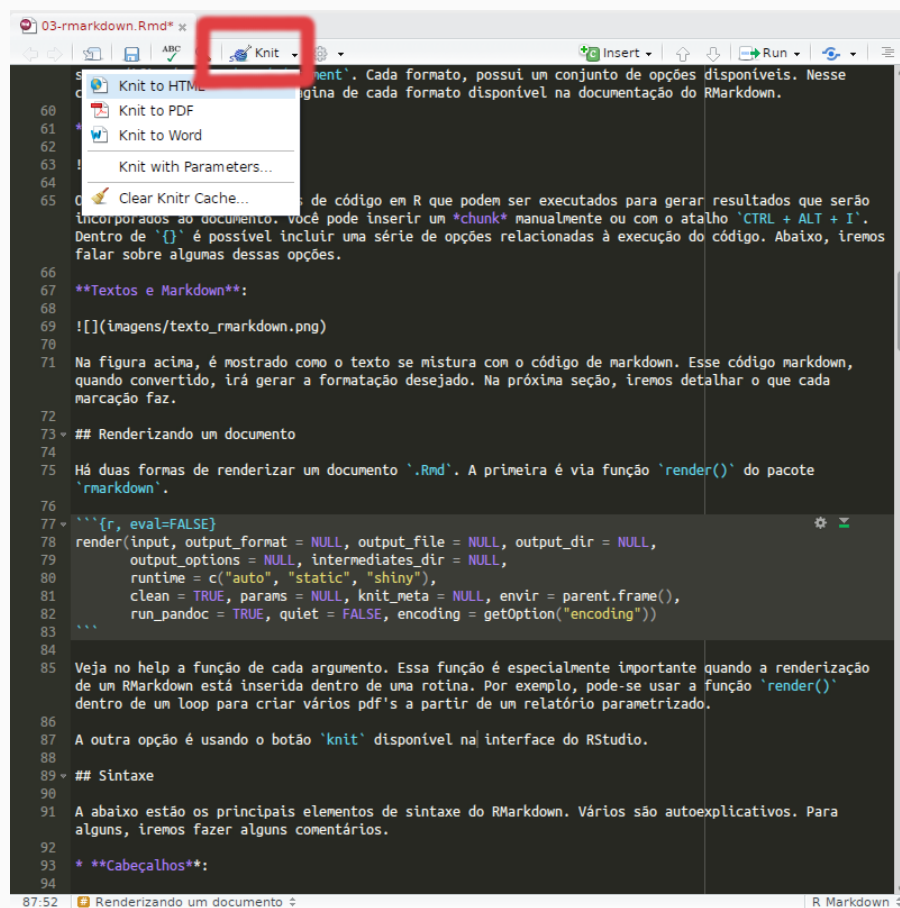 03-rmarkdown.Rmd*
ABC
Knit
Insert
Run
Knit to HTML
Knit to PDF
Knit to Word
Knit with Parameters...
Clear Knitr Cache...
s ment`. Cada formato, possui um conjunto de opções disponíveis. Nesse
c ágina de cada formato disponível na documentação do RMarkdown.
60
61 *
62
63 !
64
65 O s de código em R que podem ser executados para gerar resultados que serão
incorporados ao documento. Você pode inserir um *chunk* manualmente ou com o atalho `CTRL + ALT + I`.
Dentro de `{}` é possível incluir uma série de opções relacionadas à execução do código. Abaixo, iremos
falar sobre algumas dessas opções.
66
67 **Textos e Markdown**:
68
69 ![](imagens/texto_rmarkdown.png)
70
71 Na figura acima, é mostrado como o texto se mistura com o código de markdown. Esse código markdown,
quando convertido, irá gerar a formatação desejado. Na próxima seção, iremos detalhar o que cada
marcação faz.
72
73 ## Renderizando um documento
74
75 Há duas formas de renderizar um documento `.Rmd`. A primeira é via função `render()` do pacote
`rmarkdown`.
76
77 ```{r, eval=FALSE}
78 render(input, output_format = NULL, output_file = NULL, output_dir = NULL,
79 output_options = NULL, intermediates_dir = NULL,
80 runtime = c("auto", "static", "shiny"),
81 clean = TRUE, params = NULL, knit_meta = NULL, envir = parent.frame(),
82 run_pandoc = TRUE, quiet = FALSE, encoding = getOption("encoding"))
83 ```
84
85 Veja no help a função de cada argumento. Essa função é especialmente importante quando a renderização
de um RMarkdown está inserida dentro de uma rotina. Por exemplo, pode-se usar a função `render()`
dentro de um loop para criar vários pdf's a partir de um relatório parametrizado.
86
87 A outra opção é usando o botão `knit` disponível na interface do RStudio.
88
89 ## Sintaxe
90
91 A abaixo estão os principais elementos de sintaxe do RMarkdown. Vários são autoexplicativos. Para
alguns, iremos fazer alguns comentários.
92
93 * **Cabeçalhos**:
94
87:52 # Renderizando um documento R Markdown